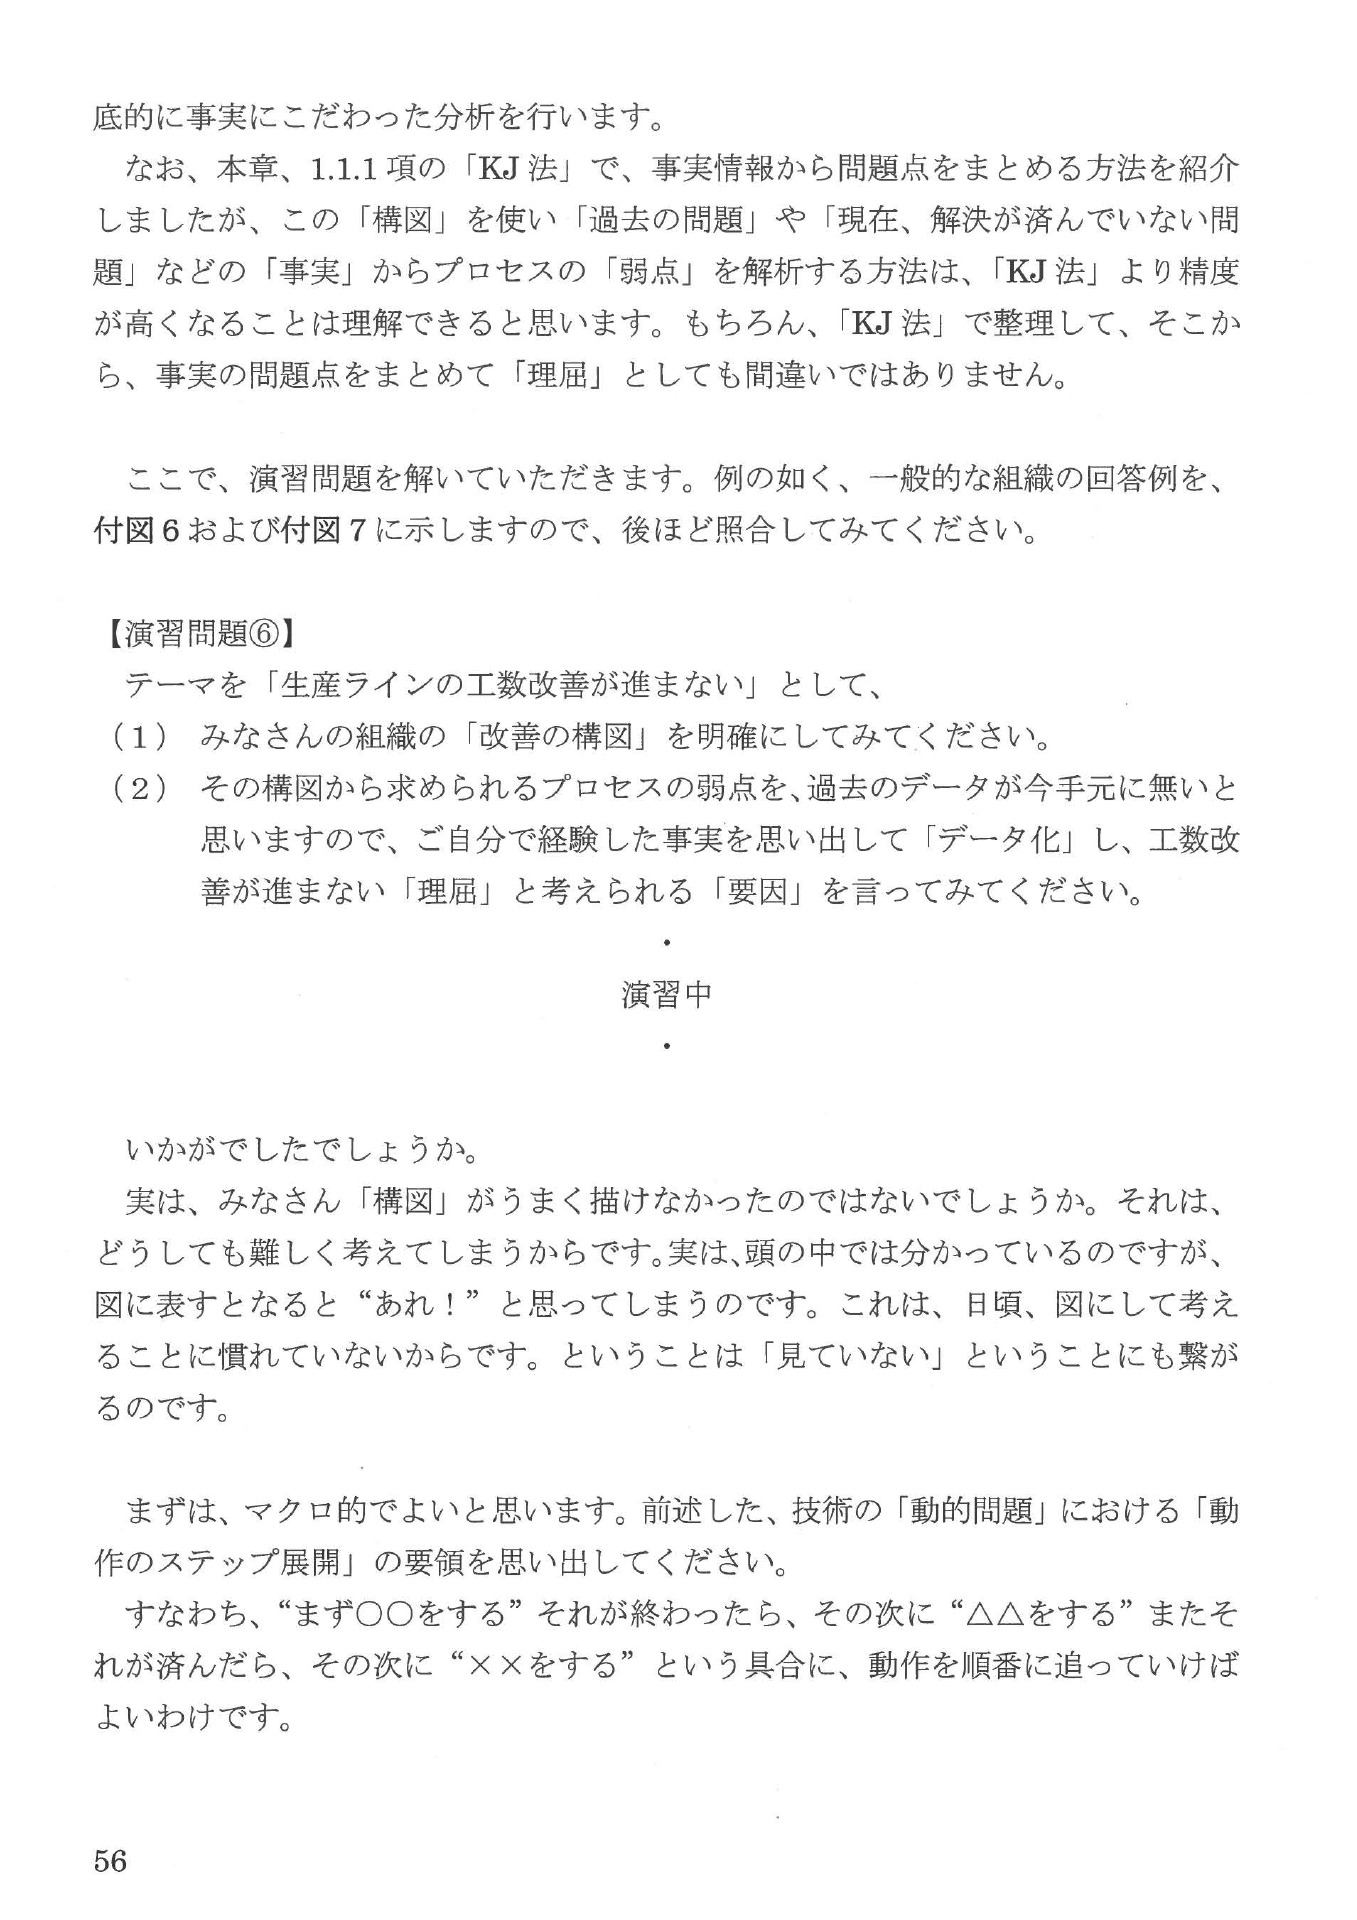 底的に事実にこだわった分析を行います。
なお、本章、1.1.1 項の「KJ 法」で、事実情報から問題点をまとめる方法を紹介
しましたが、この「構図」を使い「過去の問題」や「現在、解決が済んでいない問
題」などの「事実」からプロセスの「弱点」を解析する方法は、「KJ 法」より精度
が高くなることは理解できると思います。もちろん、「KJ 法」で整理して、そこか
ら、事実の問題点をまとめて「理屈」としても間違いではありません。
ここで、演習問題を解いていただきます。例の如く、一般的な組織の回答例を、
付図６および付図７に示しますので、後ほど照合してみてください。
【演習問題⑥】
テーマを「生産ラインの工数改善が進まない」として、
（１） みなさんの組織の「改善の構図」を明確にしてみてください。
（２） その構図から求められるプロセスの弱点を、過去のデータが今手元に無いと
思いますので、ご自分で経験した事実を思い出して「データ化」し、工数改
善が進まない「理屈」と考えられる「要因」を言ってみてください。
・
演習中
・
いかがでしたでしょうか。
実は、みなさん「構図」がうまく描けなかったのではないでしょうか。それは、
どうしても難しく考えてしまうからです。実は、頭の中では分かっているのですが、
図に表すとなると“あれ！”と思ってしまうのです。これは、日頃、図にして考え
ることに慣れていないからです。ということは「見ていない」ということにも繋が
るのです。
まずは、マクロ的でよいと思います。前述した、技術の「動的問題」における「動
作のステップ展開」の要領を思い出してください。
すなわち、“まず〇〇をする”それが終わったら、その次に“△△をする”またそ
れが済んだら、その次に“××をする”という具合に、動作を順番に追っていけば
よいわけです。
56